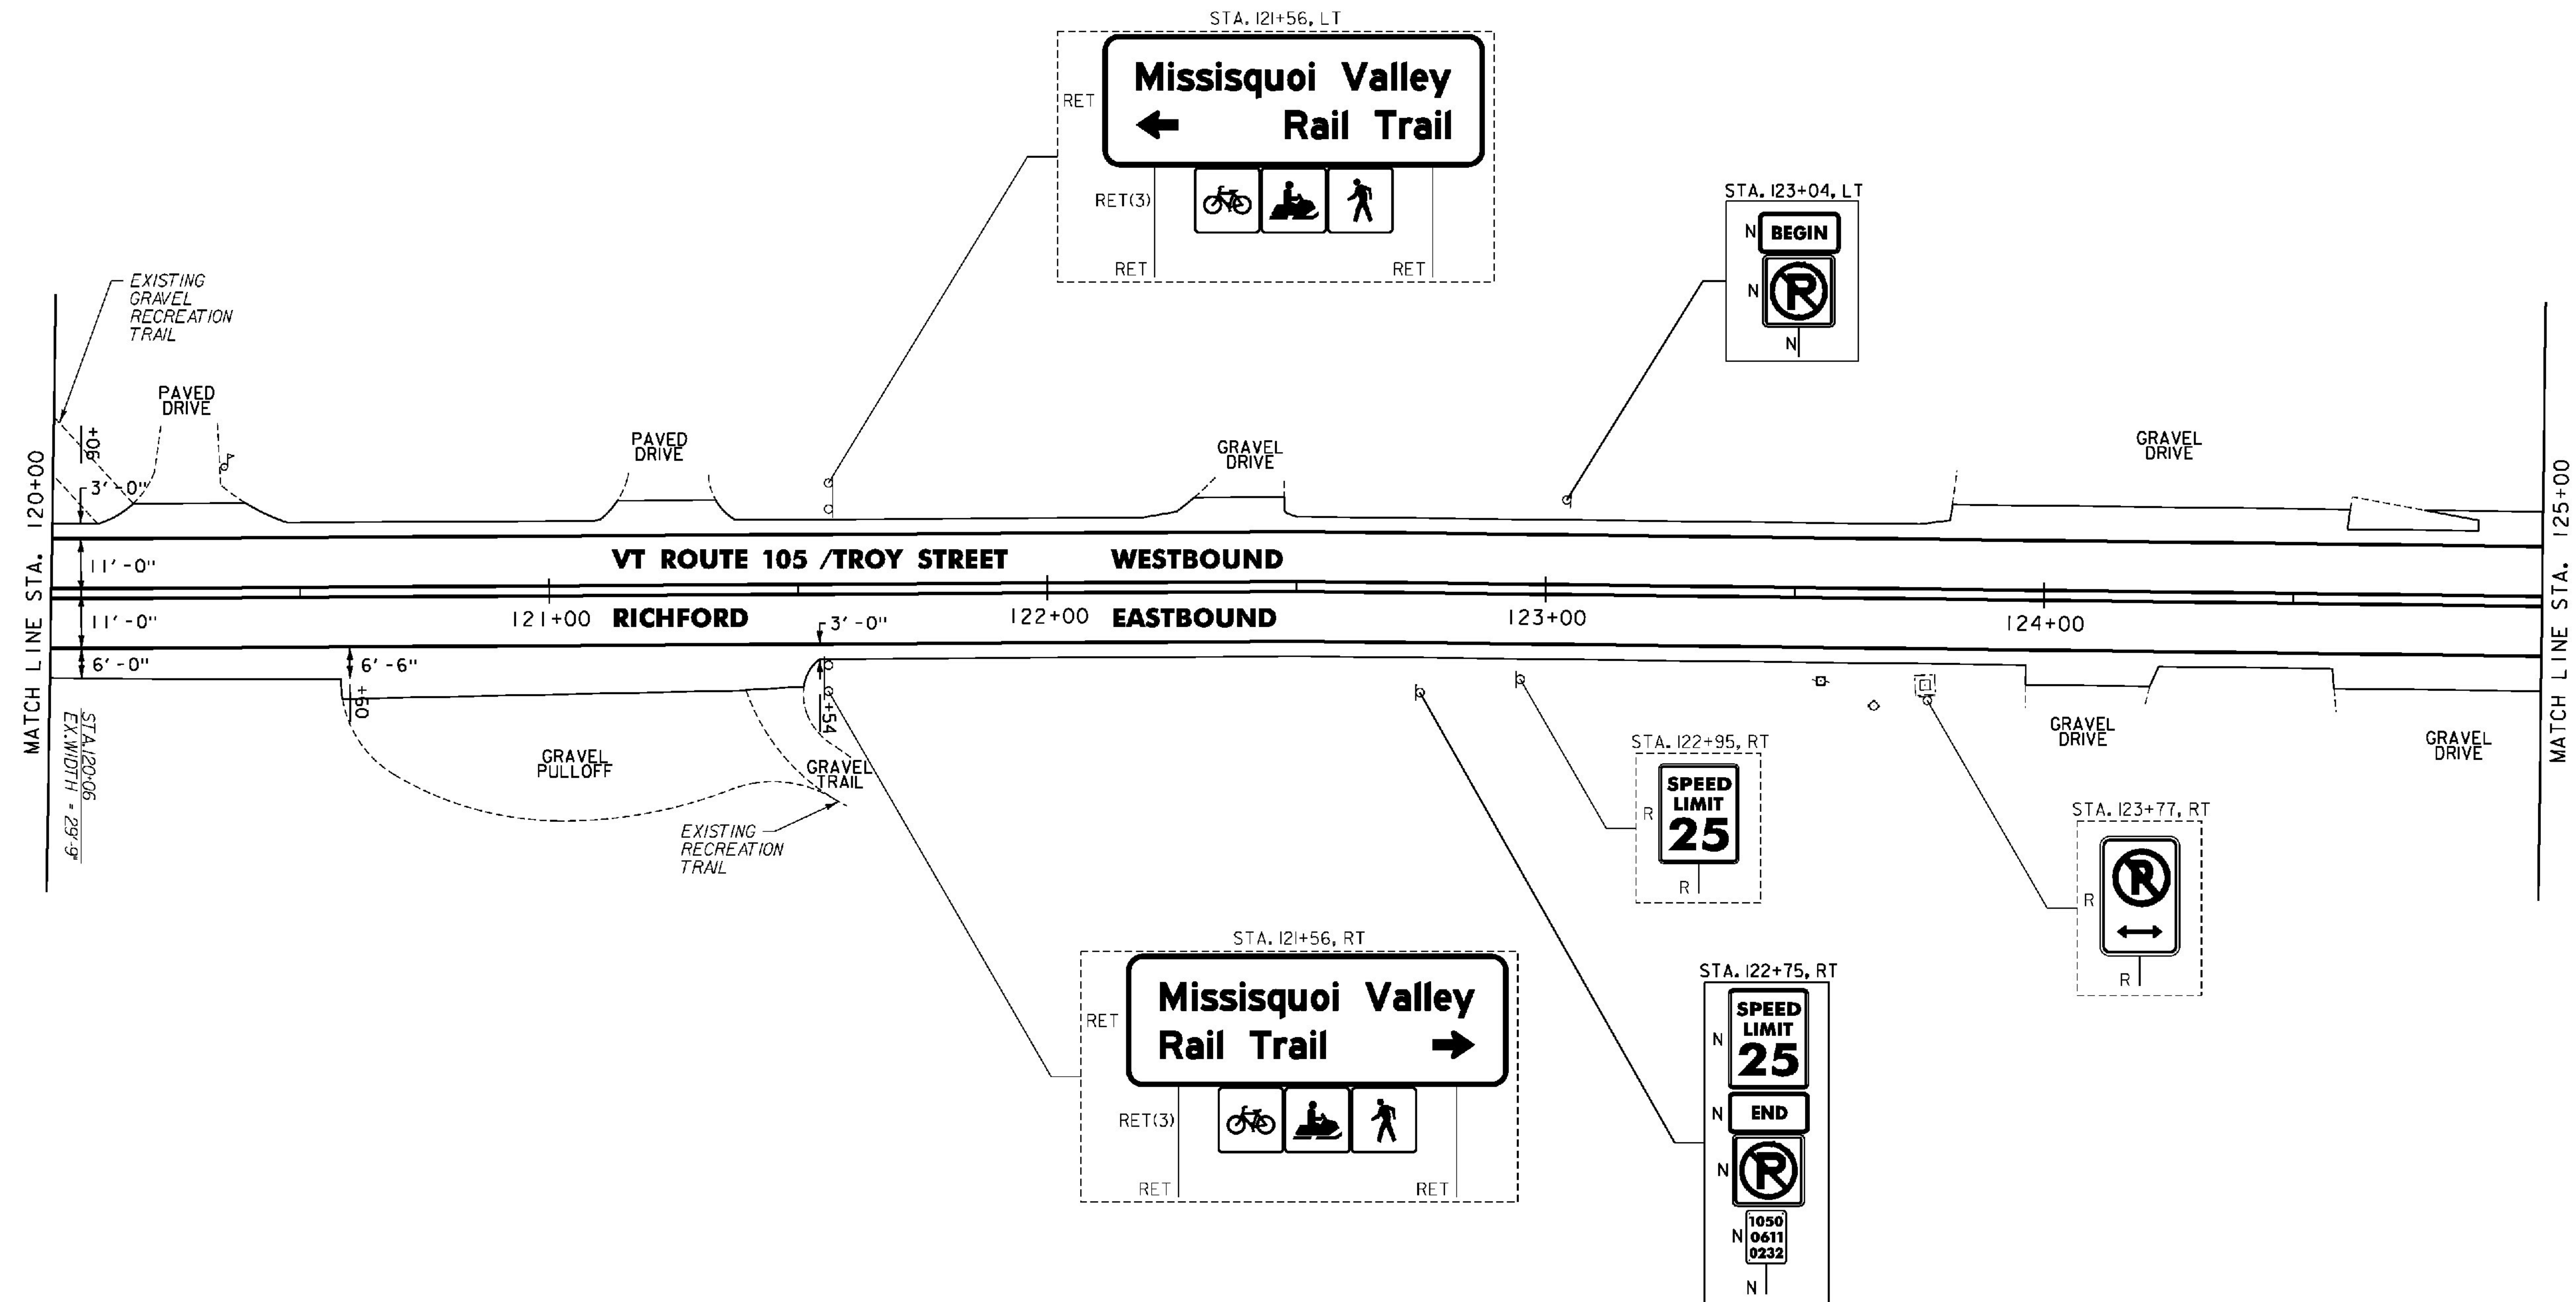 STA. 121+56, LT
Missisquoi Valley
Rail Trail
RET
RET(3)
RET
RET
STA. 123+04, LT
N
BEGIN
N
P
N
EXISTING
GRAVEL
RECREATION
TRAIL
PAVED
DRIVE
+06
3'-0"
PAVED
DRIVE
GRAVEL
DRIVE
GRAVEL
DRIVE
MATCH LINE STA. 120+00
MATCH LINE STA. 125+00
11'-0"
VT ROUTE 105 /TROY STREET
WESTBOUND
11'-0"
121+00
RICHFORD
3'-0"
122+00
EASTBOUND
123+00
124+00
6'-0"
6'-6"
+60
+54
STA.120+06
EX.WIDTH = 29'-9"
GRAVEL
PULLOFF
GRAVEL
TRAIL
EXISTING
RECREATION
TRAIL
GRAVEL
DRIVE
GRAVEL
DRIVE
STA. 122+95, RT
SPEED
LIMIT
25
R
R
STA. 123+77, RT
P
R
R
STA. 121+56, RT
Missisquoi Valley
Rail Trail
RET
RET(3)
RET
RET
STA. 122+75, RT
SPEED
LIMIT
25
N
N
END
N
P
1050
N
0611
0232
N